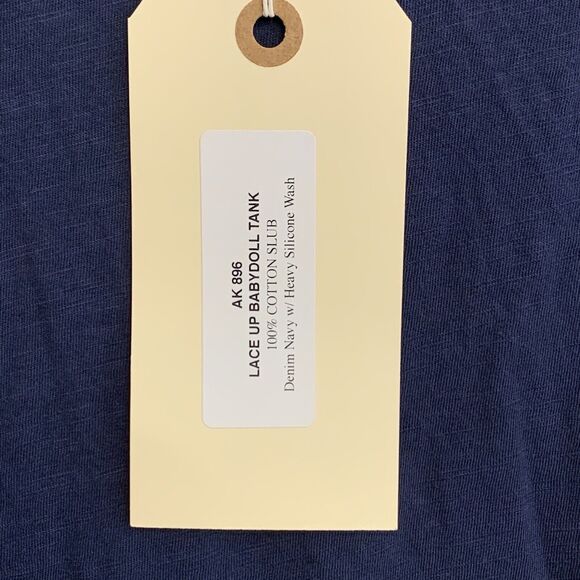 AK 896
LACE UP BABYDOLL TANK
100% COTTON SLUB
Denim Navy w/ Heavy Silicone Wash